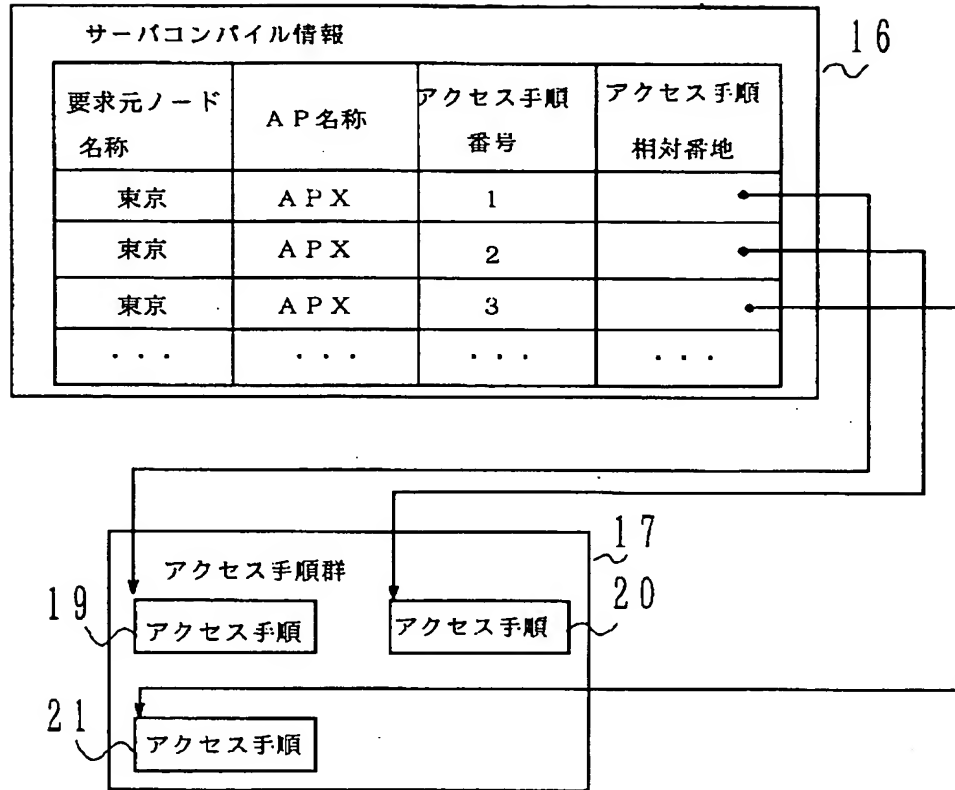 サーバコンパイル情報
16
要求元ノード
名称
ＡＰ名称
アクセス手順
番号
アクセス手順
相対番地
東京
ＡＰＸ
1
東京
ＡＰＸ
2
東京
ＡＰＸ
3
・・・
・・・
・・・
・・・
17
アクセス手順群
19
アクセス手順
20
アクセス手順
21
アクセス手順